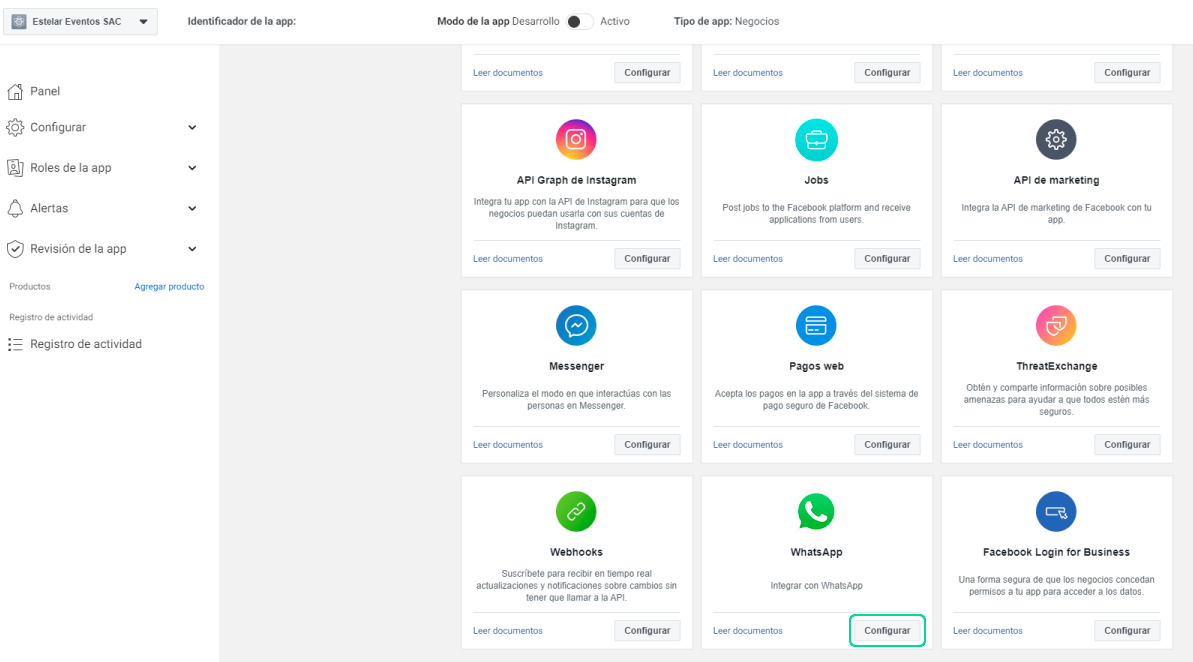 Estelar Eventos SAC
Identificador de la app:
Modo de la app Desarrollo Activo
Tipo de app: Negocios
Panel
Configurar
Roles de la app
Alertas
Revisión de la app
Productos Agregar producto
Registro de actividad
Registro de actividad
Leer documentos Configurar
Leer documentos Configurar
Leer documentos Configurar
API Graph de Instagram
Integra tu app con la API de Instagram para que los
negocios puedan usarla con sus cuentas de
Instagram.
Leer documentos Configurar
Jobs
Post jobs to the Facebook platform and receive
applications from users.
Leer documentos Configurar
API de marketing
Integra la API de marketing de Facebook con tu
app.
Leer documentos Configurar
Messenger
Personaliza el modo en que interactúas con las
personas en Messenger.
Leer documentos Configurar
Pagos web
Acepta los pagos en la app a través del sistema de
pago seguro de Facebook.
Leer documentos Configurar
ThreatExchange
Obtén y comparte información sobre posibles
amenazas para ayudar a que todos estén más
seguros.
Leer documentos Configurar
Webhooks
Suscríbete para recibir en tiempo real
actualizaciones y notificaciones sobre cambios sin
tener que llamar a la API.
Leer documentos Configurar
WhatsApp
Integrar con WhatsApp
Leer documentos Configurar
Facebook Login for Business
Una forma segura de que los negocios concedan
permisos a tu app para acceder a los datos.
Leer documentos Configurar